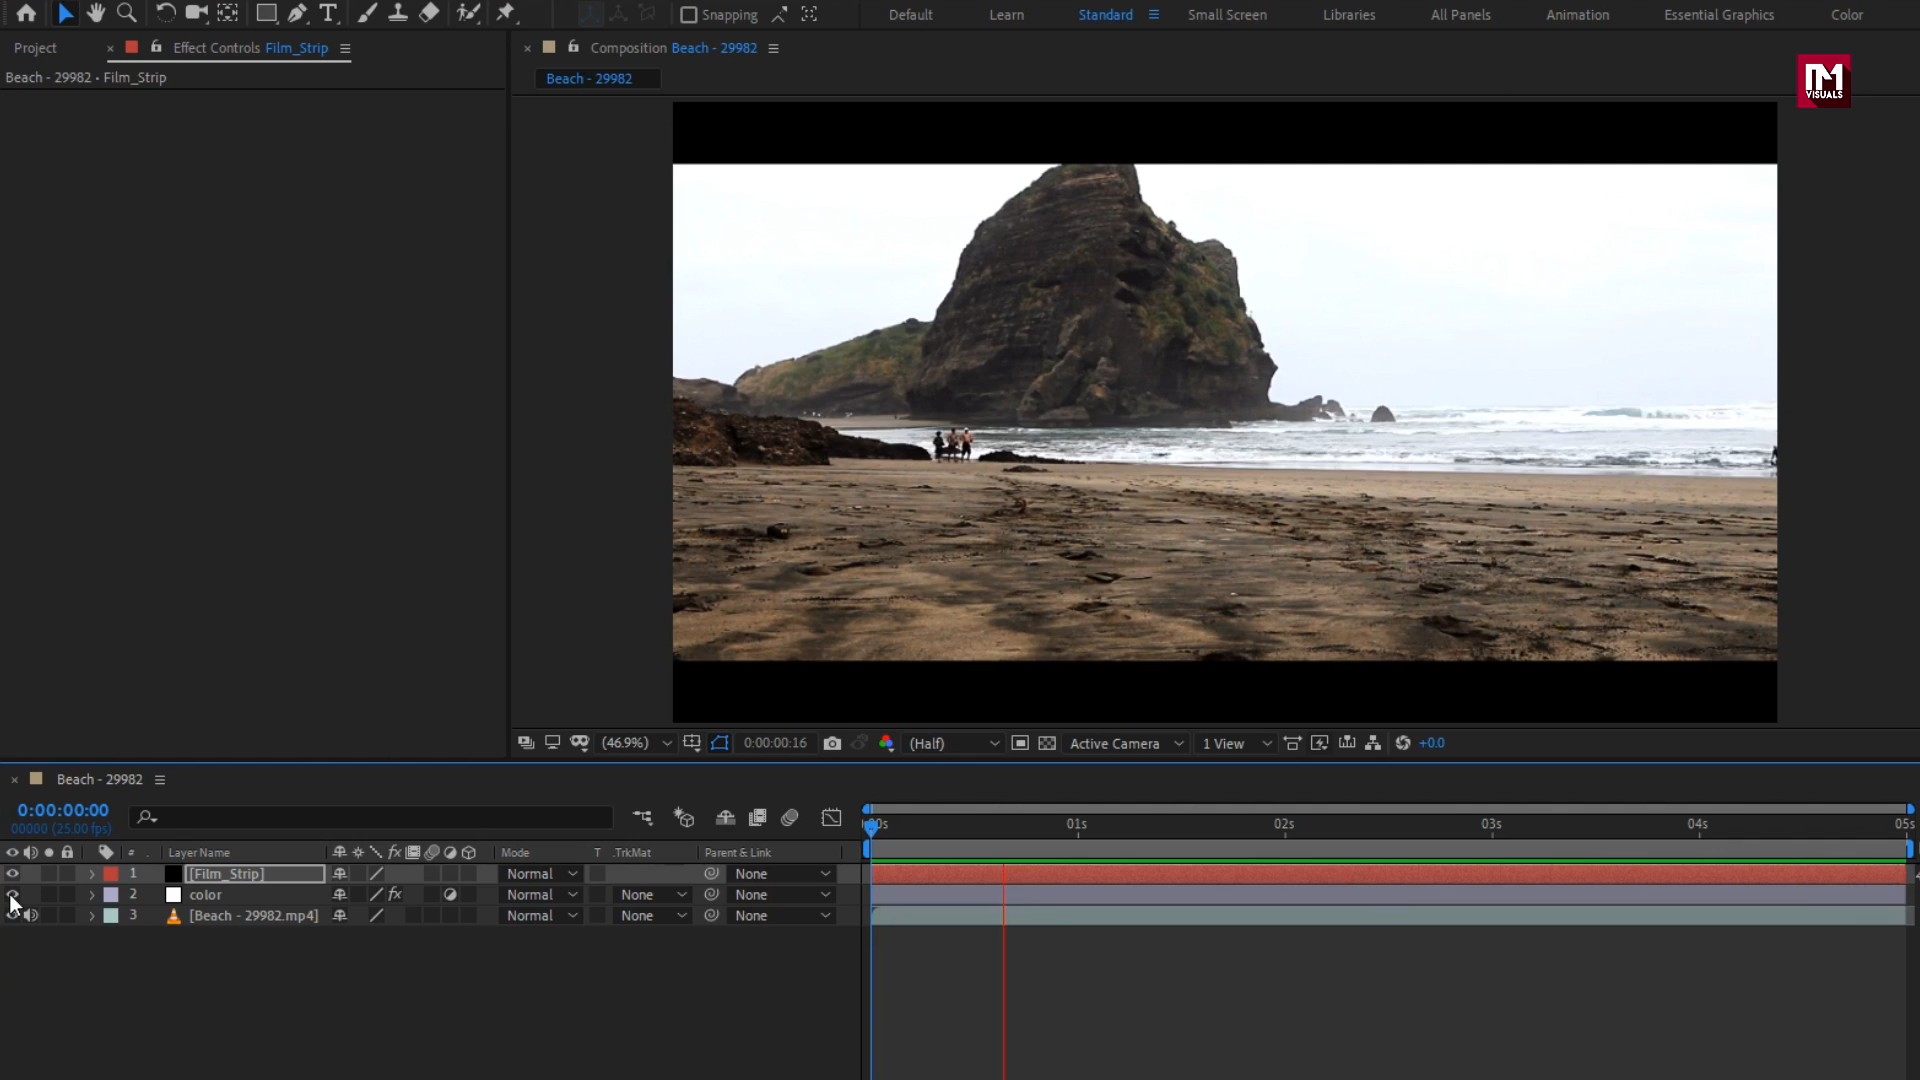 Snapping
Default
Learn
Standard
Small Screen
Libraries
All Panels
Animation
Essential Graphics
Color
Project
Effect Controls Film_Strip
Composition Beach - 29982
Beach - 29982 • Film_Strip
Beach - 29982
VISUALS
(46.9%)
0:00:00:16
(Half)
Active Camera
1 View
+0.0
Beach - 29982
0:00:00:00
00000 (25.00 fps)
:00s
01s
02s
03s
04s
05s
#
Layer Name
fx
Mode
T
.TrkMat
Parent & Link
1
[Film_Strip]
Normal
None
2
color
fx
Normal
None
None
3
[Beach - 29982.mp4]
Normal
None
None